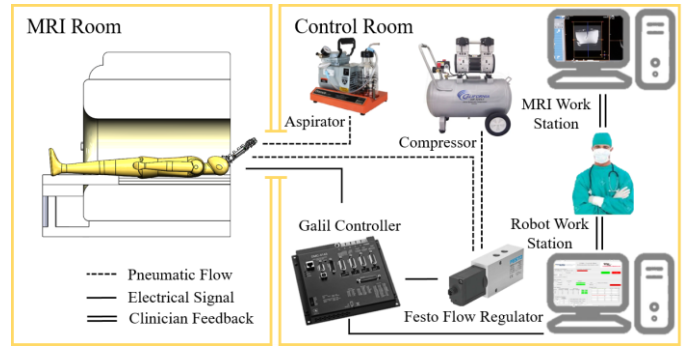 MRI Room
Control Room
Aspirator
Compressor
MRI Work
Station
Robot Work
Station
Galil Controller
Festo Flow Regulator
Pneumatic Flow
Electrical Signal
Clinician Feedback